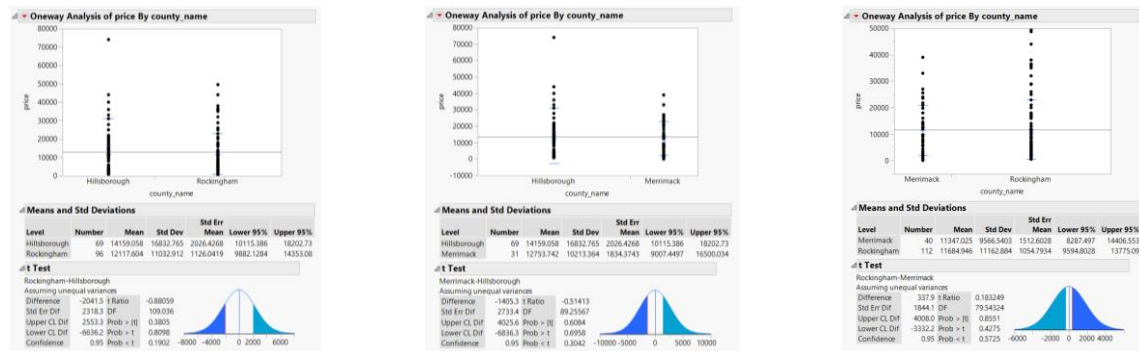 Oneway Analysis of price By county_name
80000
70000
60000
50000
40000
30000
20000
10000
0
price
Hillsborough Rockingham
county_name
Means and Std Deviations
Std Err
Level Number Mean Std Dev Mean Lower 95% Upper 95%
Hillsborough 69 14159.058 16832.765 2026.4268 10115.386 18202.73
Rockingham 96 12117.604 11032.912 1126.0419 9882.1284 14353.08
t Test
Rockingham-Hillsborough
Assuming unequal variances
Difference -2041.5 t Ratio -0.88059
Std Err Dif 2318.3 DF 109.036
Upper CL Dif 2553.3 Prob > |t| 0.3805
Lower CL Dif -6636.2 Prob > t 0.8098
Confidence 0.95 Prob < t 0.1902
-8000 -4000 0 2000 6000
Oneway Analysis of price By county_name
80000
70000
60000
50000
40000
30000
20000
10000
0
-10000
price
Hillsborough Merrimack
county_name
Means and Std Deviations
Std Err
Level Number Mean Std Dev Mean Lower 95% Upper 95%
Hillsborough 69 14159.058 16832.765 2026.4268 10115.386 18202.73
Merrimack 31 12753.742 10213.364 1834.3743 9007.4497 16500.034
t Test
Merrimack-Hillsborough
Assuming unequal variances
Difference -1405.3 t Ratio -0.51413
Std Err Dif 2733.4 DF 89.25567
Upper CL Dif 4025.6 Prob > |t| 0.6084
Lower CL Dif -6836.3 Prob > t 0.6958
Confidence 0.95 Prob < t 0.3042
-10000 -5000 0 5000 10000
Oneway Analysis of price By county_name
50000
40000
30000
20000
10000
0
price
Merrimack Rockingham
county_name
Means and Std Deviations
Std Err
Level Number Mean Std Dev Mean Lower 95% Upper 95%
Merrimack 40 11347.025 9566.5403 1512.6028 8287.497 14406.553
Rockingham 112 11684.946 11162.884 1054.7934 9594.8028 13775.09
t Test
Rockingham-Merrimack
Assuming unequal variances
Difference 337.9 t Ratio 0.183249
Std Err Dif 1844.1 DF 79.54324
Upper CL Dif 4008.0 Prob > |t| 0.8551
Lower CL Dif -3332.2 Prob > t 0.4275
Confidence 0.95 Prob < t 0.5725
-6000 -2000 0 2000 4000